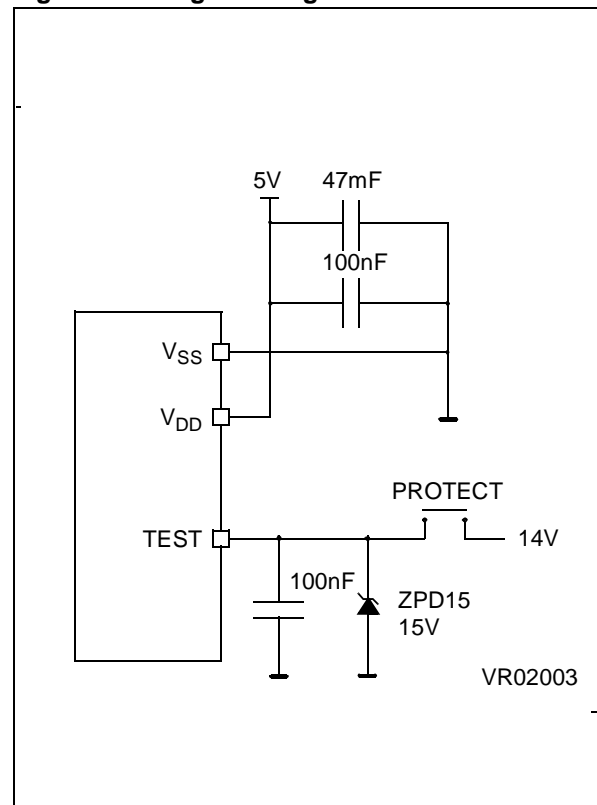 5V 47mF
100nF
VSS
VDD
PROTECT
TEST 14V
100nF
ZPD15
15V
VR02003